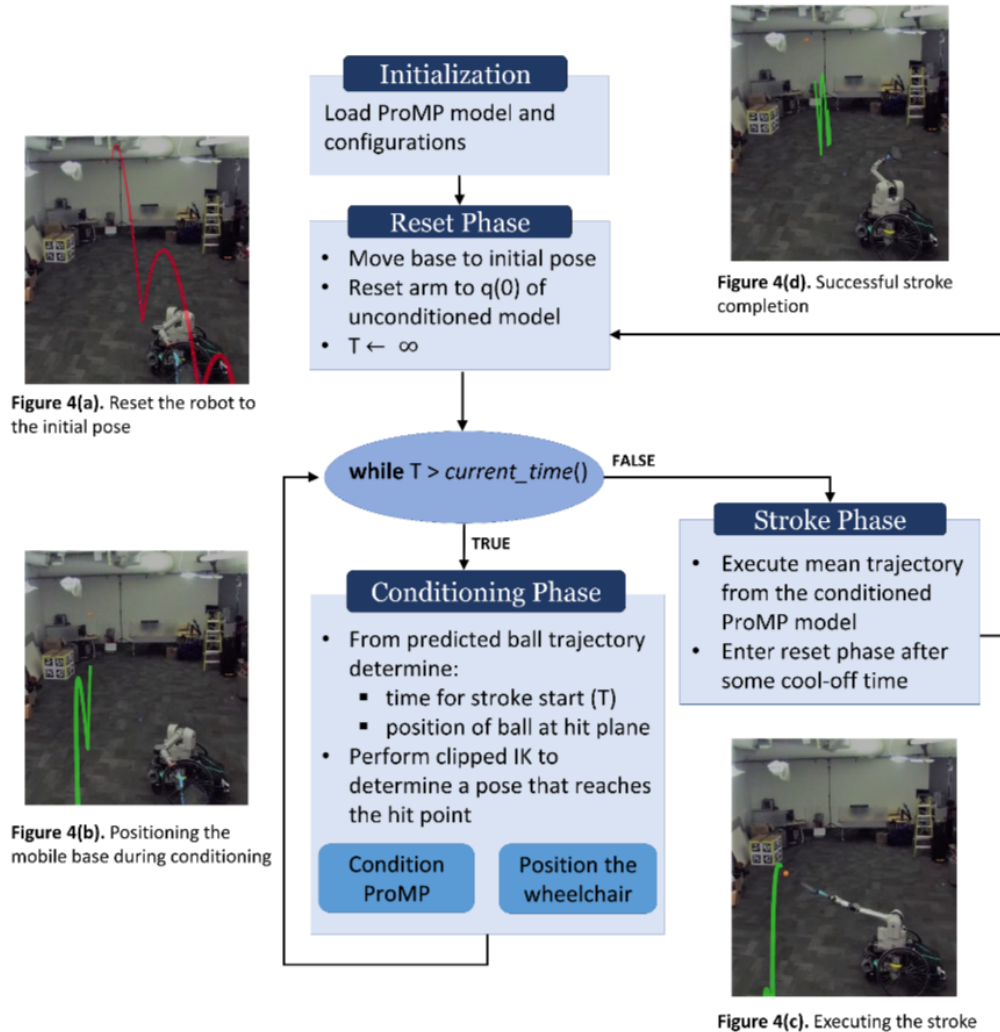 Initialization
Load ProMP model and
configurations
Reset Phase
• Move base to initial pose
• Reset arm to q(0) of
unconditioned model
• T ← ∞
Figure 4(a). Reset the robot to
the initial pose
Figure 4(d). Successful stroke
completion
while T > current_time()
FALSE
TRUE
Stroke Phase
• Execute mean trajectory
from the conditioned
ProMP model
• Enter reset phase after
some cool-off time
Conditioning Phase
• From predicted ball trajectory
determine:
▪ time for stroke start (T)
▪ position of ball at hit plane
• Perform clipped IK to
determine a pose that reaches
the hit point
Condition
ProMP
Position the
wheelchair
Figure 4(b). Positioning the
mobile base during conditioning
Figure 4(c). Executing the stroke